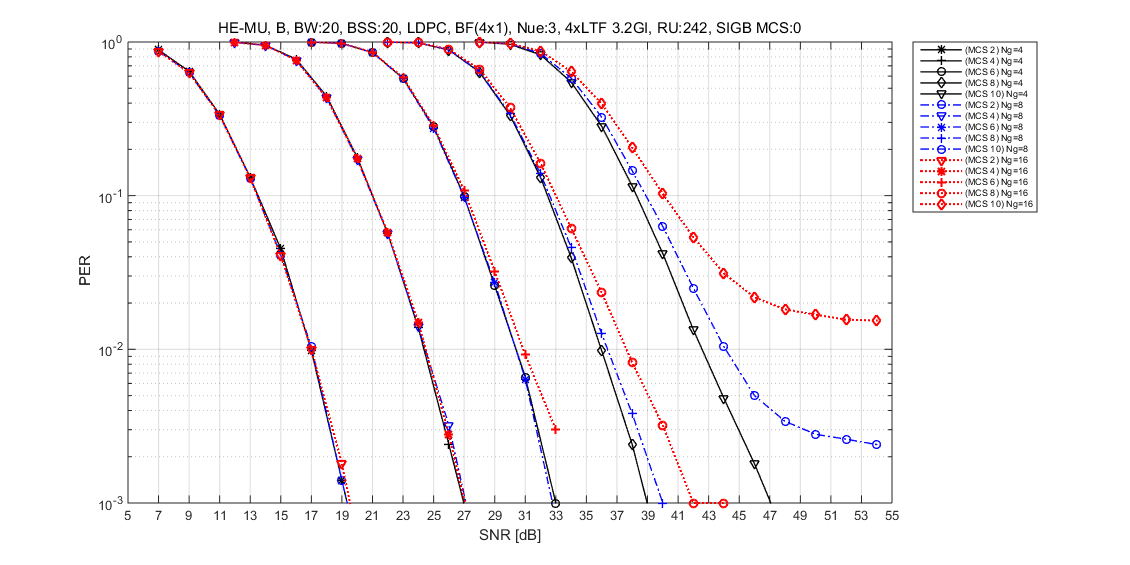 HE-MU, B, BW:20, BSS:20, LDPC, BF(4x1), Nue:3, 4xLTF 3.2GI, RU:242, SIGB MCS:0
10^0
10^-1
10^-2
10^-3
PER
5 7 9 11 13 15 17 19 21 23 25 27 29 31 33 35 37 39 41 43 45 47 49 51 53 55
SNR [dB]
(MCS 2) Ng=4
(MCS 4) Ng=4
(MCS 6) Ng=4
(MCS 8) Ng=4
(MCS 10) Ng=4
(MCS 2) Ng=8
(MCS 4) Ng=8
(MCS 6) Ng=8
(MCS 8) Ng=8
(MCS 10) Ng=8
(MCS 2) Ng=16
(MCS 4) Ng=16
(MCS 6) Ng=16
(MCS 8) Ng=16
(MCS 10) Ng=16